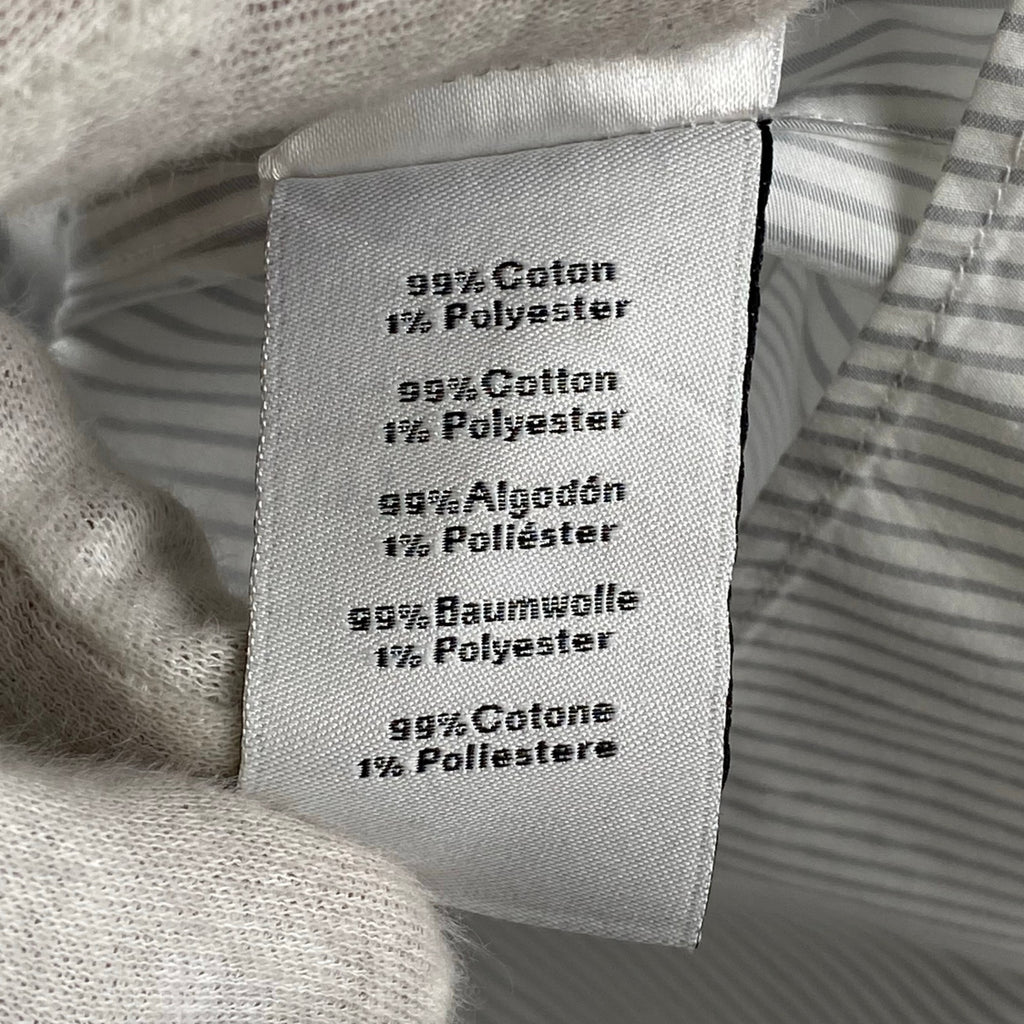 99% Coton
1% Polyester
99% Cotton
1% Polyester
99% Algodón
1% Poliéster
99% Baumwolle
1% Polyester
99% Cotone
1% Poliestere